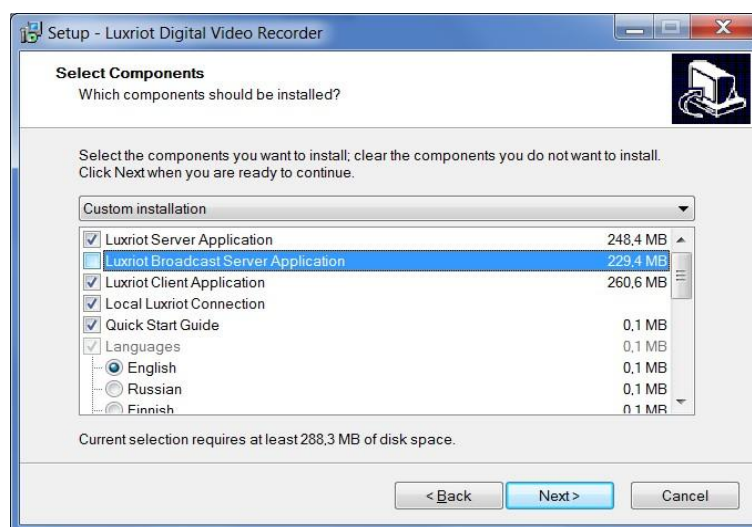 Setup - Luxriot Digital Video Recorder
Select Components
Which components should be installed?
Select the components you want to install; clear the components you do not want to install.
Click Next when you are ready to continue.
Custom installation
Luxriot Server Application 248,4 MB
Luxriot Broadcast Server Application 229,4 MB
Luxriot Client Application 260,6 MB
Local Luxriot Connection
Quick Start Guide 0,1 MB
Languages 0,1 MB
English 0,1 MB
Russian 0,1 MB
Finnish 0,1 MB
Current selection requires at least 288,3 MB of disk space.
< Back Next > Cancel